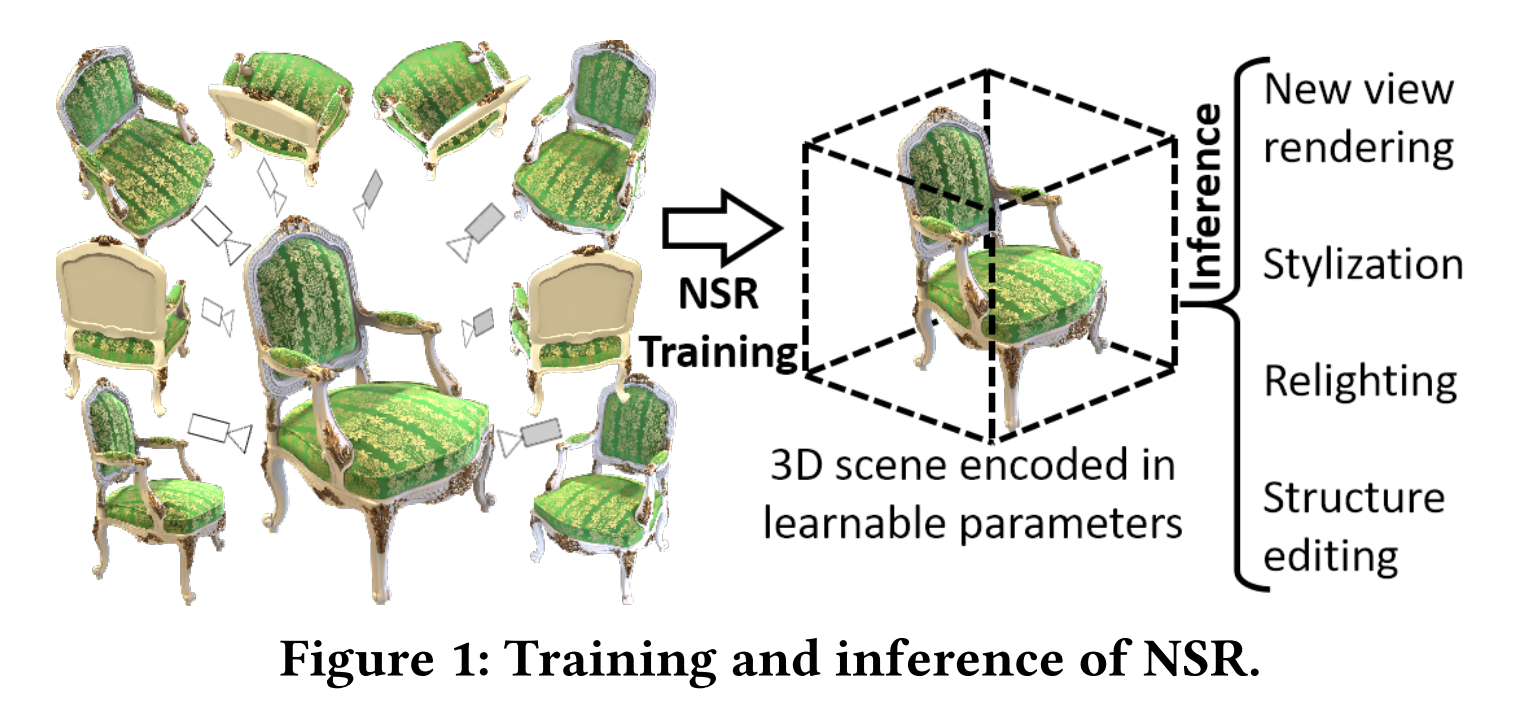 NSR
Training
3D scene encoded in
learnable parameters
Inference
New view
rendering
Stylization
Relighting
Structure
editing
Figure 1: Training and inference of NSR.